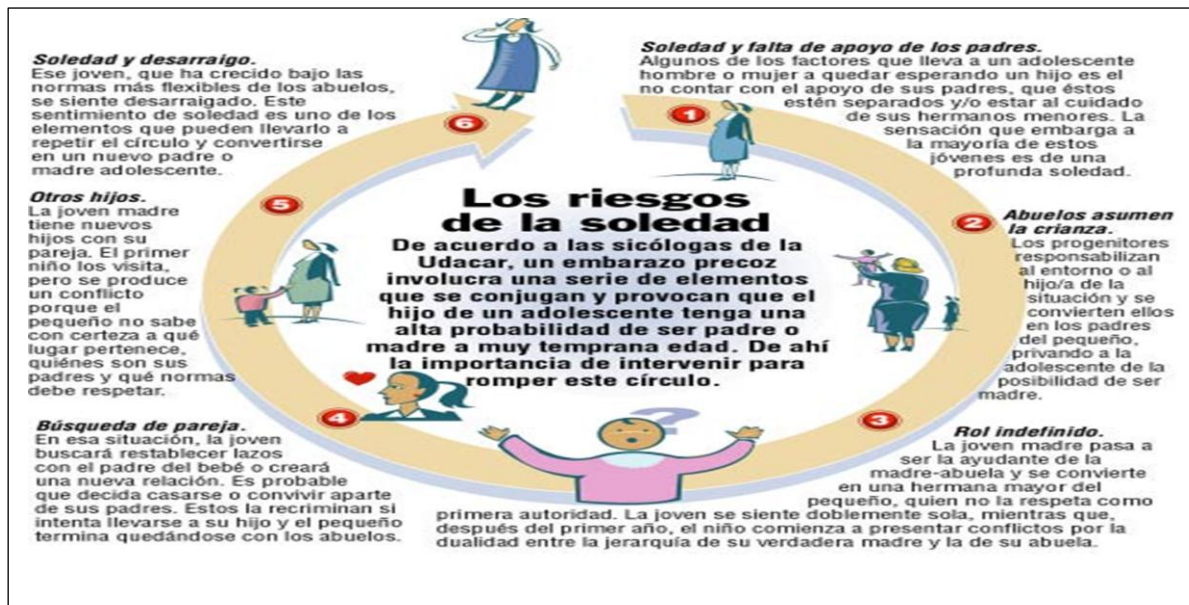 Los riesgos
de la soledad
De acuerdo a las sicólogas de la
Udacar, un embarazo precoz
involucra una serie de elementos
que se conjugan y provocan que el
hijo de un adolescente tenga una
alta probabilidad de ser padre o
madre a muy temprana edad. De ahí
la importancia de intervenir para
romper este círculo.
1
Soledad y falta de apoyo de los padres.
Algunos de los factores que lleva a un adolescente
hombre o mujer a quedar esperando un hijo es el
no contar con el apoyo de sus padres, que éstos
estén separados y/o estar al cuidado
de sus hermanos menores. La
sensación que embarga a
la mayoría de estos
jóvenes es de una
profunda soledad.
2
Abuelos asumen
la crianza.
Los progenitores
responsabilizan
al entorno o al
hijo/a de la
situación y se
convierten ellos
en los padres
del pequeño,
privando a la
adolescente de la
posibilidad de ser
madre.
3
Rol indefinido.
La joven madre pasa a
ser la ayudante de la
madre-abuela y se convierte
en una hermana mayor del
pequeño, quien no la respeta como
primera autoridad. La joven se siente doblemente sola, mientras que,
después del primer año, el niño comienza a presentar conflictos por la
dualidad entre la jerarquía de su verdadera madre y la de su abuela.
?
4
Búsqueda de pareja.
En esa situación, la joven
buscará restablecer lazos
con el padre del bebé o creará
una nueva relación. Es probable
que decida casarse o convivir aparte
de sus padres. Estos la recriminan si
intenta llevarse a su hijo y el pequeño
termina quedándose con los abuelos.
5
Otros hijos.
La joven madre
tiene nuevos
hijos con su
pareja. El primer
niño los visita,
pero se produce
un conflicto
porque el
pequeño no sabe
con certeza a qué
lugar pertenece,
quiénes son sus
padres y qué normas
debe respetar.
6
Soledad y desarraigo.
Ese joven, que ha crecido bajo las
normas más flexibles de los abuelos,
se siente desarraigado. Este
sentimiento de soledad es uno de los
elementos que pueden llevarlo a
repetir el círculo y convertirse
en un nuevo padre o
madre adolescente.